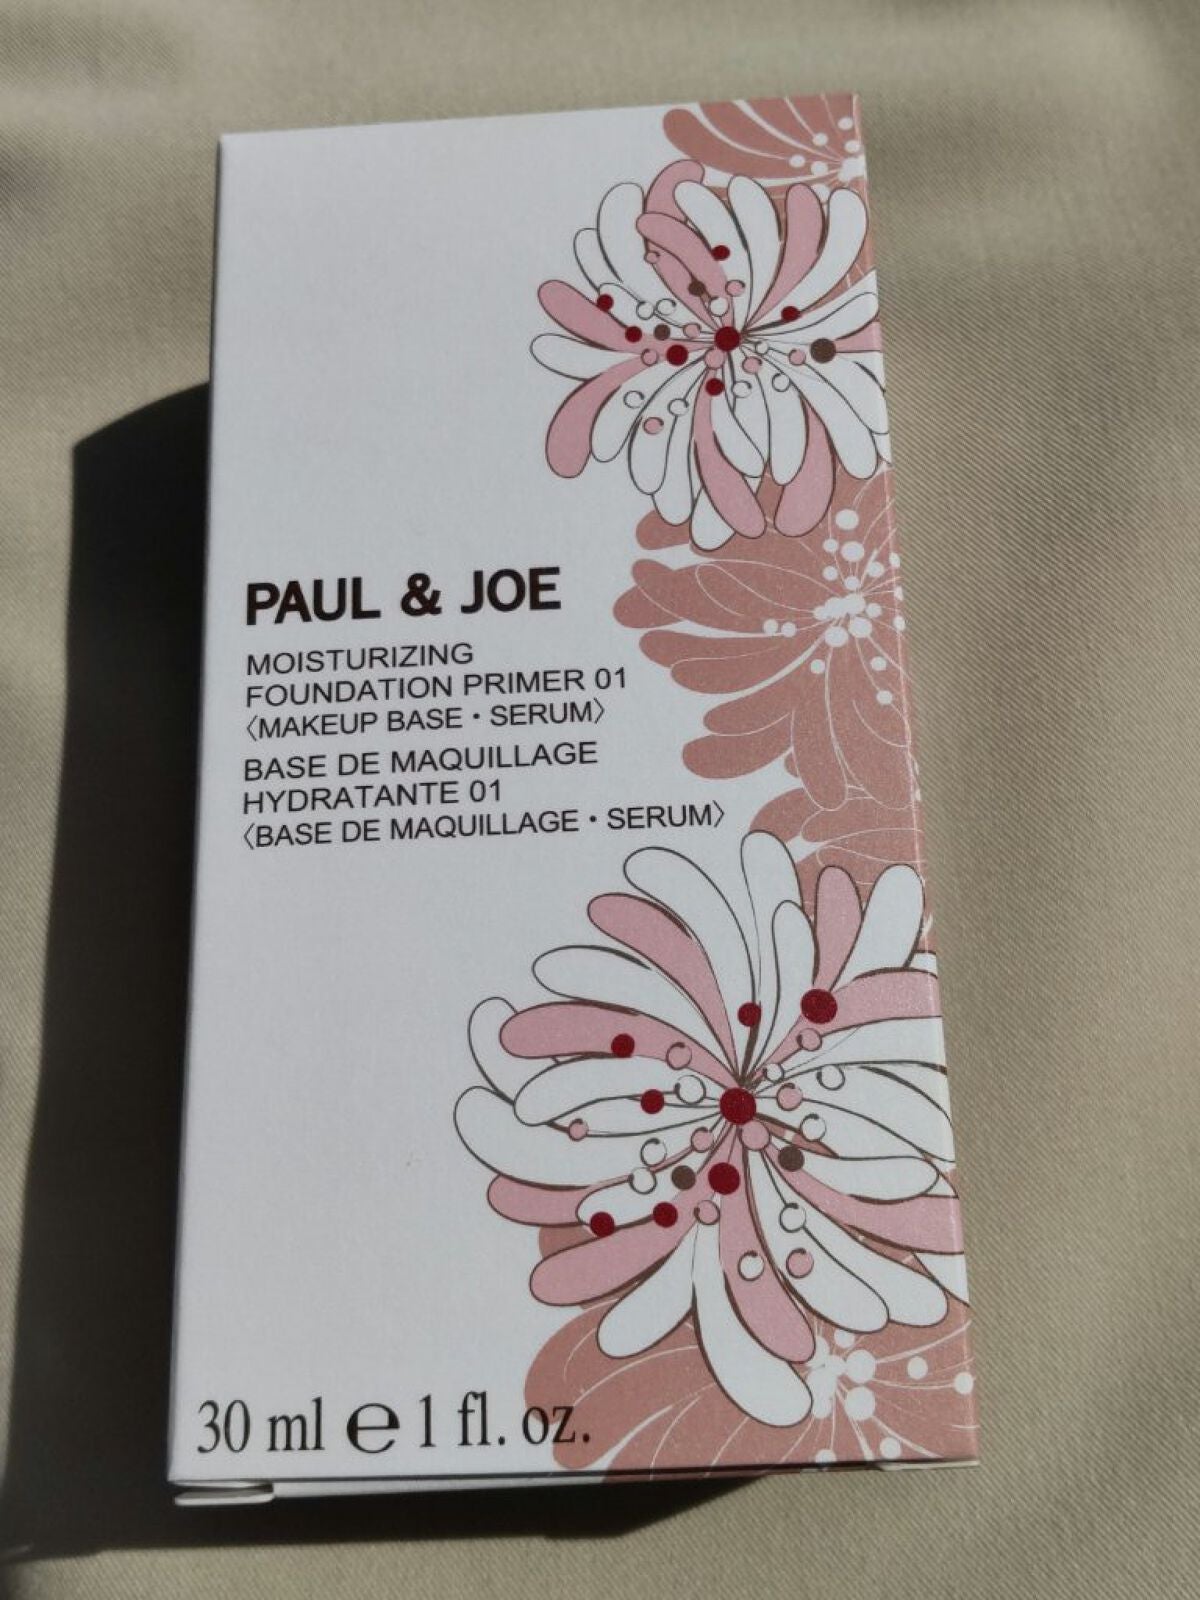 PAUL & JOE
MOISTURIZING
FOUNDATION PRIMER 01
〈MAKEUP BASE・SERUM〉
BASE DE MAQUILLAGE
HYDRATANTE 01
〈BASE DE MAQUILLAGE・SERUM〉
30 ml ℮ 1 fl. oz.